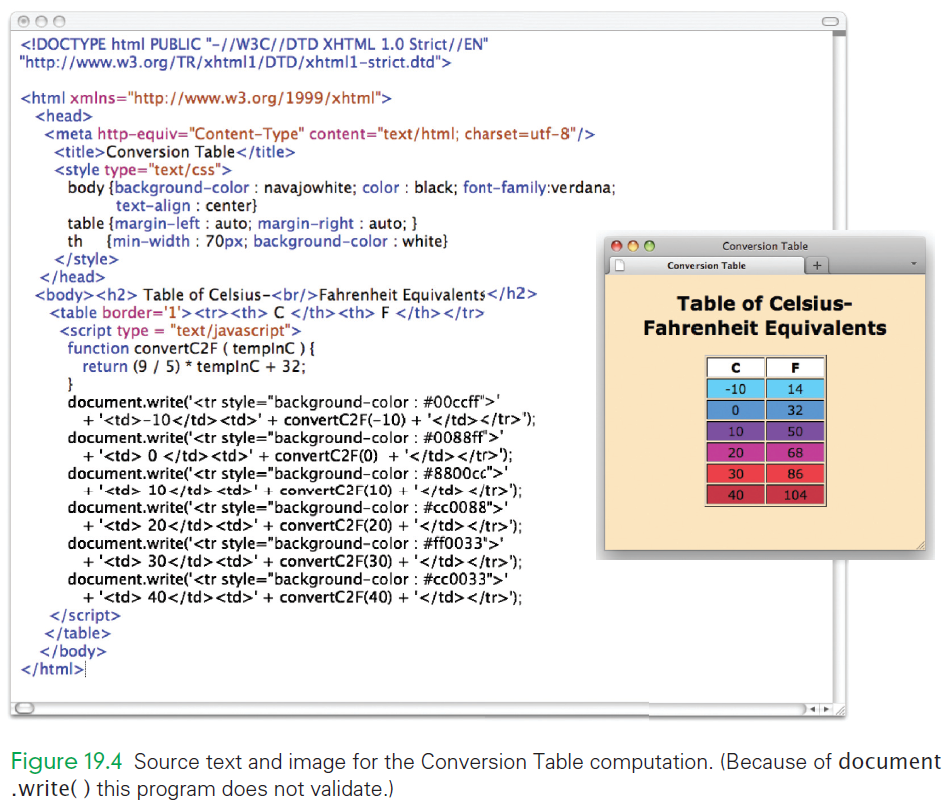 <!DOCTYPE html PUBLIC "-//W3C//DTD XHTML 1.0 Strict//EN"
"http://www.w3.org/TR/xhtml1/DTD/xhtml1-strict.dtd">
<html xmlns="http://www.w3.org/1999/xhtml">
<head>
<meta http-equiv="Content-Type" content="text/html; charset=utf-8"/>
<title>Conversion Table</title>
<style type="text/css">
body {background-color : navajowhite; color : black; font-family:verdana;
text-align : center}
table {margin-left : auto; margin-right : auto; }
th {min-width : 70px; background-color : white}
</style>
</head>
<body><h2> Table of Celsius-<br/>Fahrenheit Equivalents</h2>
<table border='1'><tr><th> C </th><th> F </th></tr>
<script type = "text/javascript">
function convertC2F ( tempInC ) {
return (9 / 5) * tempInC + 32;
}
document.write('<tr style="background-color : #00ccff">'
+ '<td>-10</td><td>' + convertC2F(-10) + '</td></tr>');
document.write('<tr style="background-color : #0088ff">'
+ '<td> 0 </td><td>' + convertC2F(0) + '</td></tr>');
document.write('<tr style="background-color : #8800cc">'
+ '<td> 10</td> <td>' + convertC2F(10) + '</td> </tr>');
document.write('<tr style="background-color : #cc0088">'
+ '<td> 20</td><td>' + convertC2F(20) + '</td></tr>');
document.write('<tr style="background-color : #ff0033">'
+ '<td> 30</td><td>' + convertC2F(30) + '</td></tr>');
document.write('<tr style="background-color : #cc0033">'
+ '<td> 40</td><td>' + convertC2F(40) + '</td></tr>');
</script>
</table>
</body>
</html>
Conversion Table
Conversion Table +
Table of Celsius-
Fahrenheit Equivalents
C F
-10 14
0 32
10 50
20 68
30 86
40 104
Figure 19.4 Source text and image for the Conversion Table computation. (Because of document
.write( ) this program does not validate.)